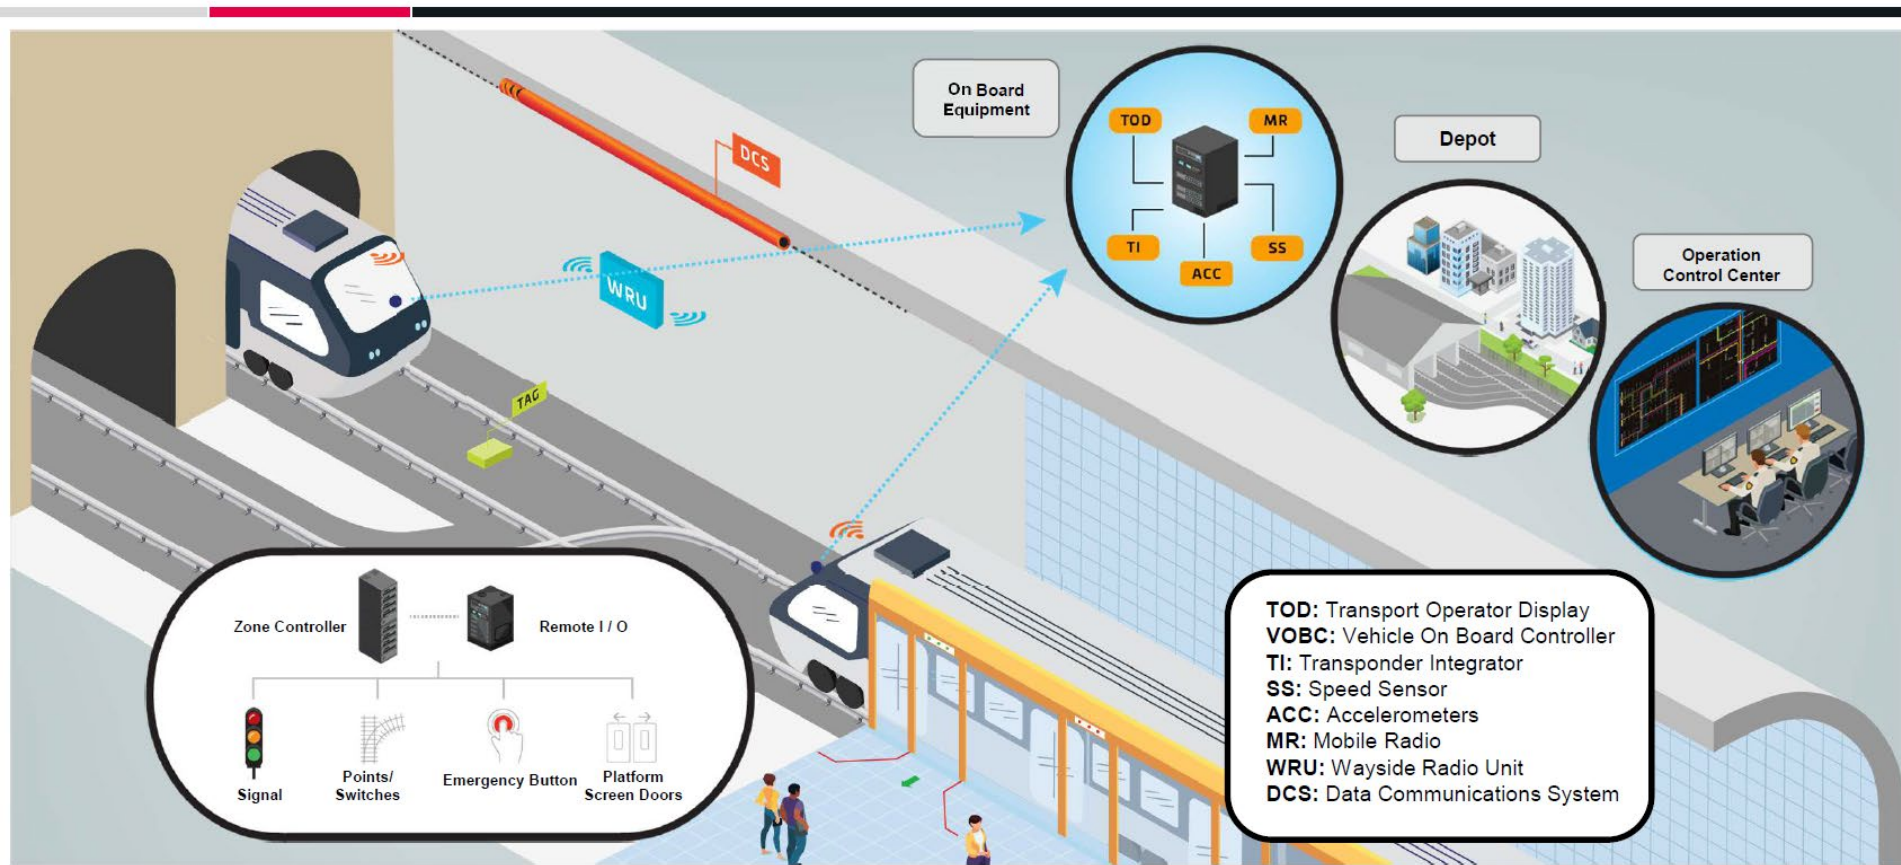 On Board
Equipment
TOD
MR
TI
SS
ACC
Depot
Operation
Control Center
DCS
WRU
TAG
Zone Controller
Remote I / O
Signal
Points/
Switches
Emergency Button
Platform
Screen Doors
TOD: Transport Operator Display
VOBC: Vehicle On Board Controller
TI: Transponder Integrator
SS: Speed Sensor
ACC: Accelerometers
MR: Mobile Radio
WRU: Wayside Radio Unit
DCS: Data Communications System